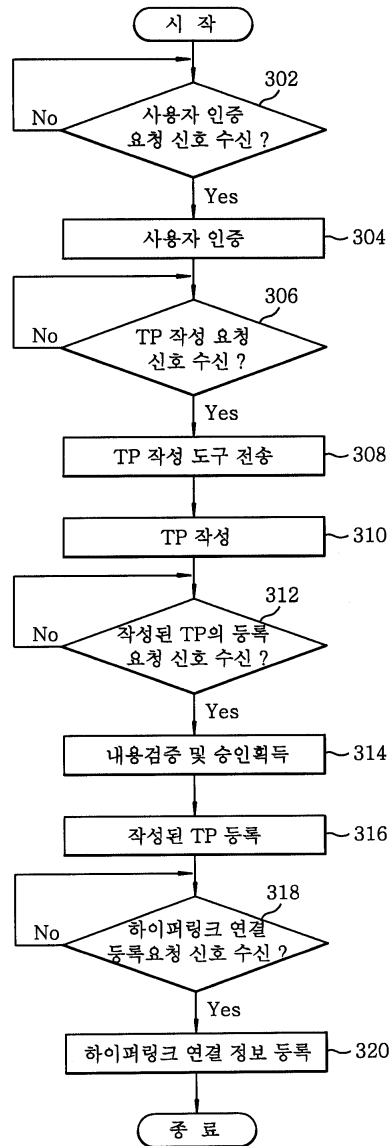 시 작
302
사용자 인증
요청 신호 수신 ?
No
Yes
사용자 인증
304
306
TP 작성 요청
신호 수신 ?
No
Yes
TP 작성 도구 전송
308
TP 작성
310
312
작성된 TP의 등록
요청 신호 수신 ?
No
Yes
내용검증 및 승인획득
314
작성된 TP 등록
316
318
하이퍼링크 연결
등록요청 신호 수신 ?
No
Yes
하이퍼링크 연결 정보 등록
320
종 료